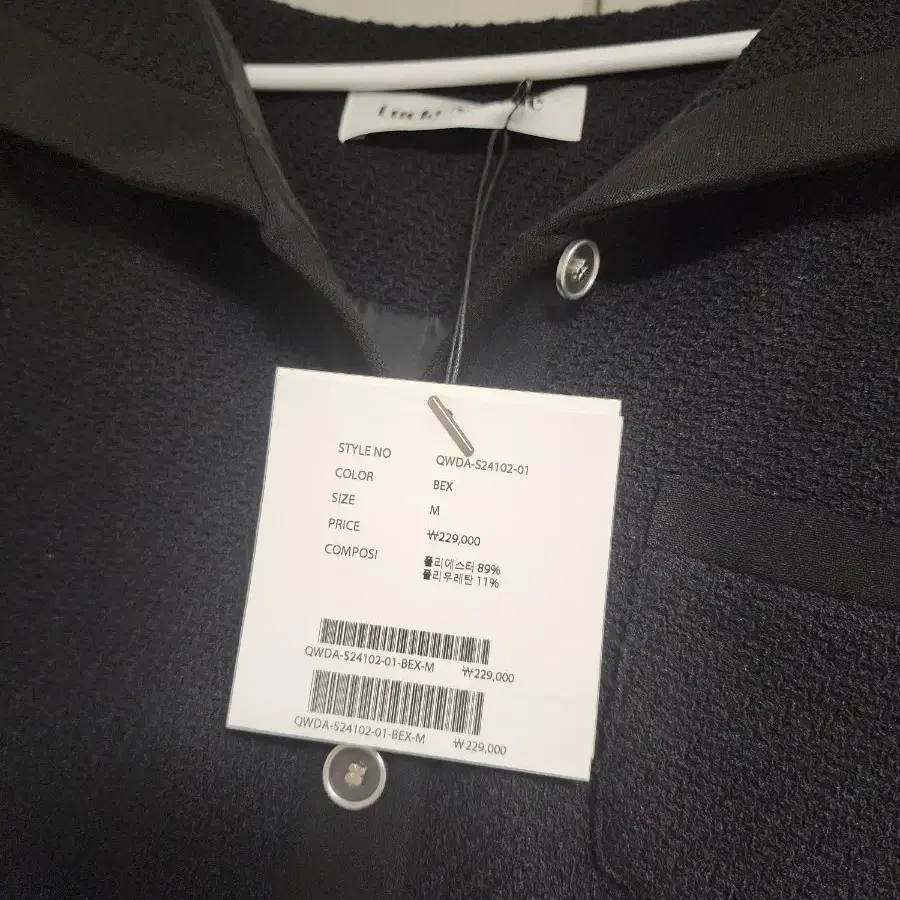 STYLE NO QWDA-S24102-01
COLOR BEX
SIZE M
PRICE ₩229,000
COMPOSI 폴리에스터 89%
폴리우레탄 11%
QWDA-S24102-01-BEX-M ₩229,000
QWDA-S24102-01-BEX-M ₩229,000